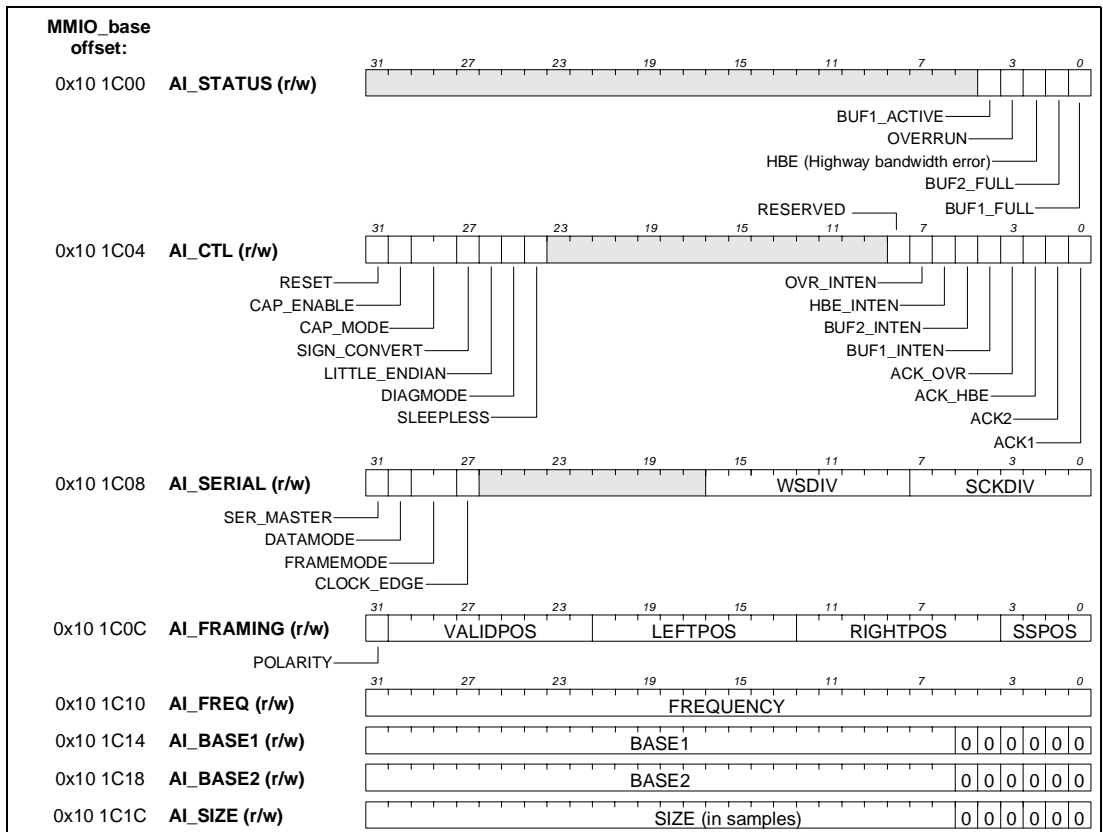 MMIO_base
offset:
31 27 23 19 15 11 7 3 0
0x10 1C00 AI_STATUS (r/w)
BUF1_ACTIVE
OVERRUN
HBE (Highway bandwidth error)
BUF2_FULL
RESERVED BUF1_FULL
31 27 23 19 15 11 7 3 0
0x10 1C04 AI_CTL (r/w)
RESET OVR_INTEN
CAP_ENABLE HBE_INTEN
CAP_MODE BUF2_INTEN
SIGN_CONVERT BUF1_INTEN
LITTLE_ENDIAN ACK_OVR
DIAGMODE ACK_HBE
SLEEPLESS ACK2
ACK1
31 27 23 19 15 11 7 3 0
0x10 1C08 AI_SERIAL (r/w) WSDIV SCKDIV
SER_MASTER
DATAMODE
FRAMEMODE
CLOCK_EDGE
31 27 23 19 15 11 7 3 0
0x10 1C0C AI_FRAMING (r/w) VALIDPOS LEFTPOS RIGHTPOS SSPOS
POLARITY
31 27 23 19 15 11 7 3 0
0x10 1C10 AI_FREQ (r/w) FREQUENCY
0x10 1C14 AI_BASE1 (r/w) BASE1 0 0 0 0 0 0
0x10 1C18 AI_BASE2 (r/w) BASE2 0 0 0 0 0 0
0x10 1C1C AI_SIZE (r/w) SIZE (in samples) 0 0 0 0 0 0